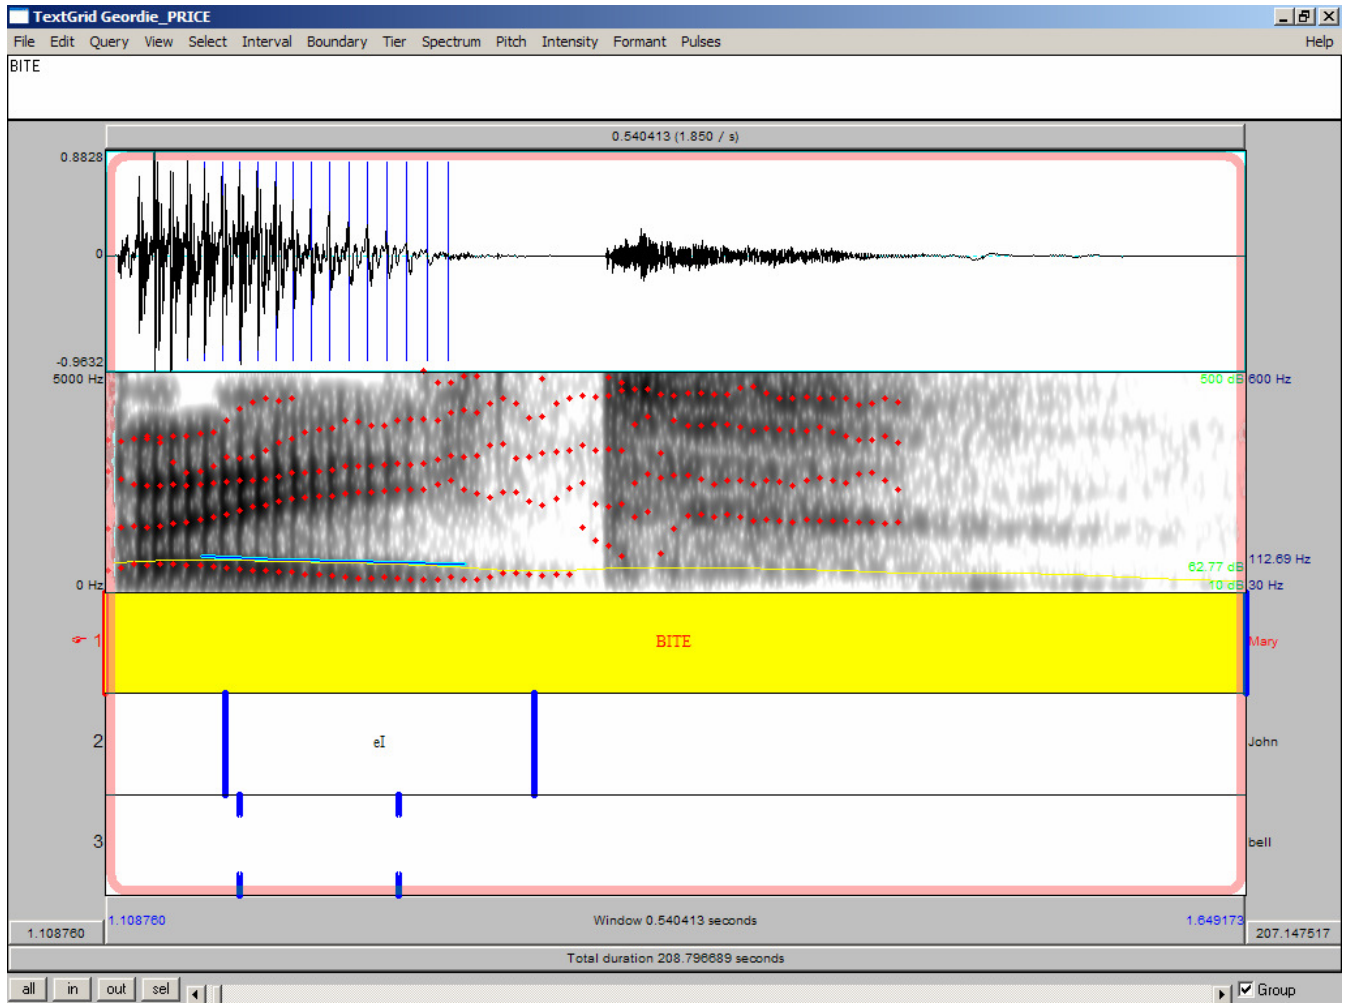 TextGrid Geordie_PRICE
File Edit Query View Select Interval Boundary Tier Spectrum Pitch Intensity Formant Pulses Help
BITE
0.540413 (1.850 / s)
0.8828
0
-0.9632
5000 Hz 500 dB 600 Hz
112.69 Hz
62.77 dB
0 Hz 10 dB 30 Hz
1 BITE Mary
2 eI John
3 bell
1.108760 Window 0.540413 seconds 1.649173
1.108760 207.147517
Total duration 208.796689 seconds
all in out sel Group